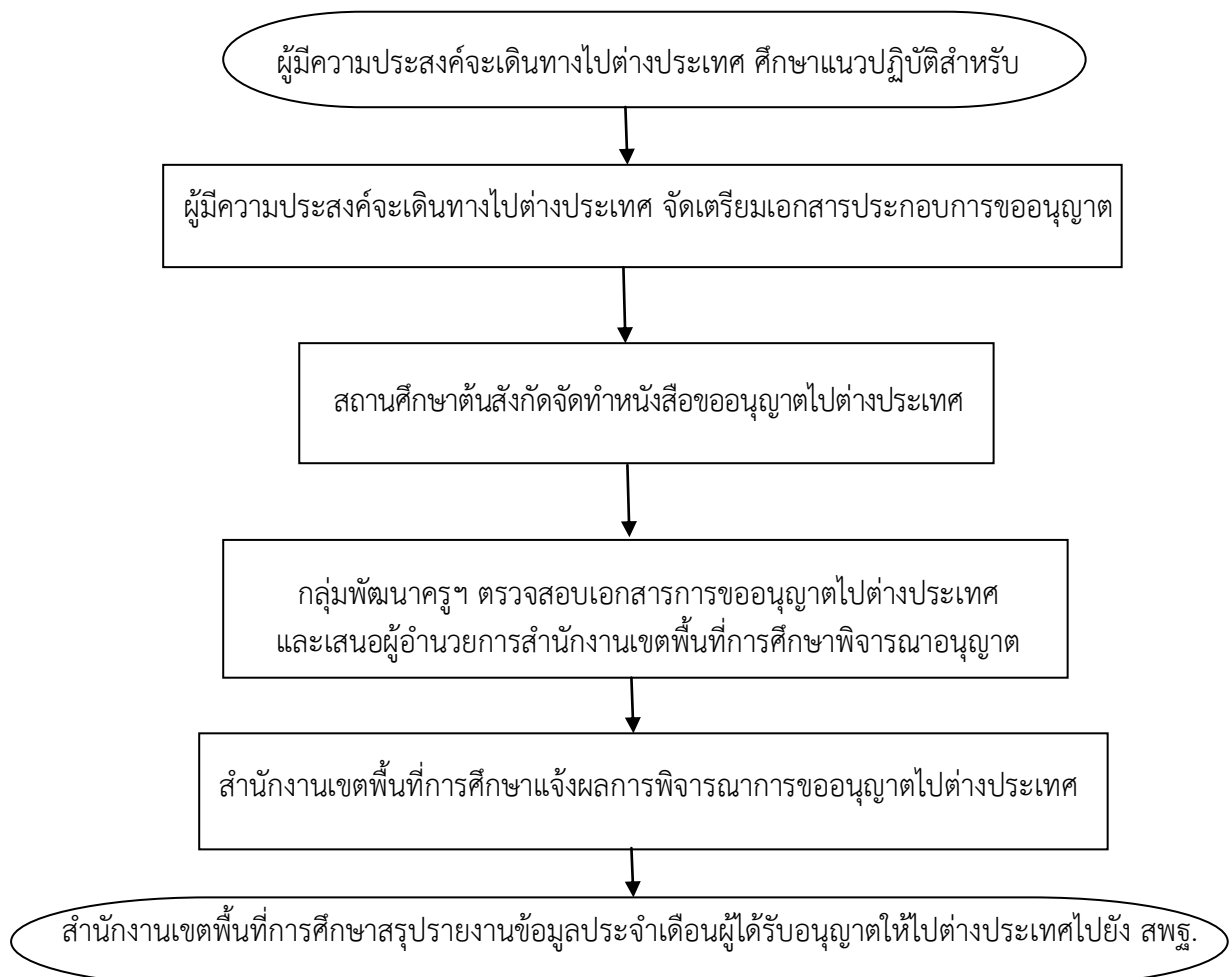 ผู้มีความประสงค์จะเดินทางไปต่างประเทศ ศึกษาแนวปฏิบัติสำหรับ
ผู้มีความประสงค์จะเดินทางไปต่างประเทศ จัดเตรียมเอกสารประกอบการขออนุญาต
สถานศึกษาต้นสังกัดจัดทำหนังสือขออนุญาตไปต่างประเทศ
กลุ่มพัฒนาครูฯ ตรวจสอบเอกสารการขออนุญาตไปต่างประเทศ
และเสนอผู้อำนวยการสำนักงานเขตพื้นที่การศึกษาพิจารณาอนุญาต
สำนักงานเขตพื้นที่การศึกษาแจ้งผลการพิจารณาการขออนุญาตไปต่างประเทศ
สำนักงานเขตพื้นที่การศึกษาสรุปรายงานข้อมูลประจำเดือนผู้ได้รับอนุญาตให้ไปต่างประเทศไปยัง สพฐ.